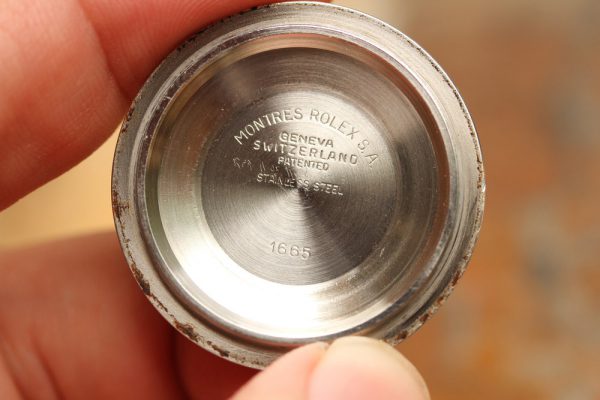 MONTRES ROLEX S.A.
GENEVA
SWITZERLAND
PATENTED
STAINLESS STEEL
1665